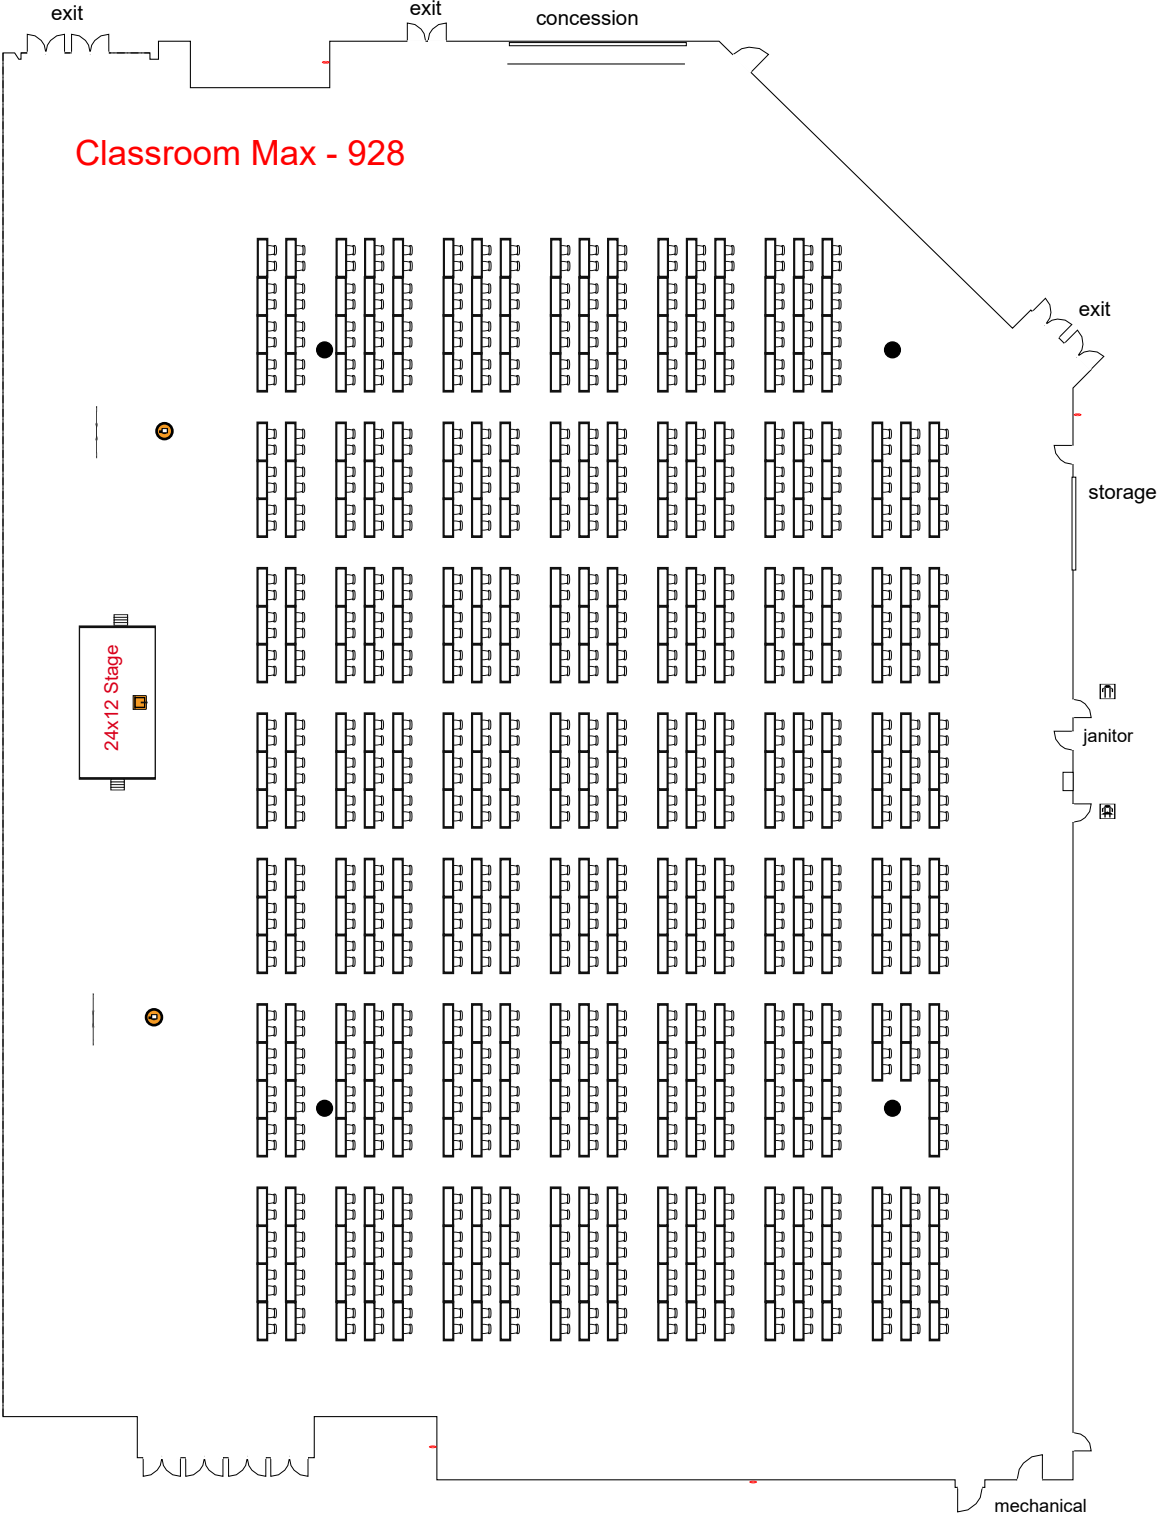 exit
exit
concession
Classroom Max - 928
exit
storage
24x12 Stage
janitor
mechanical